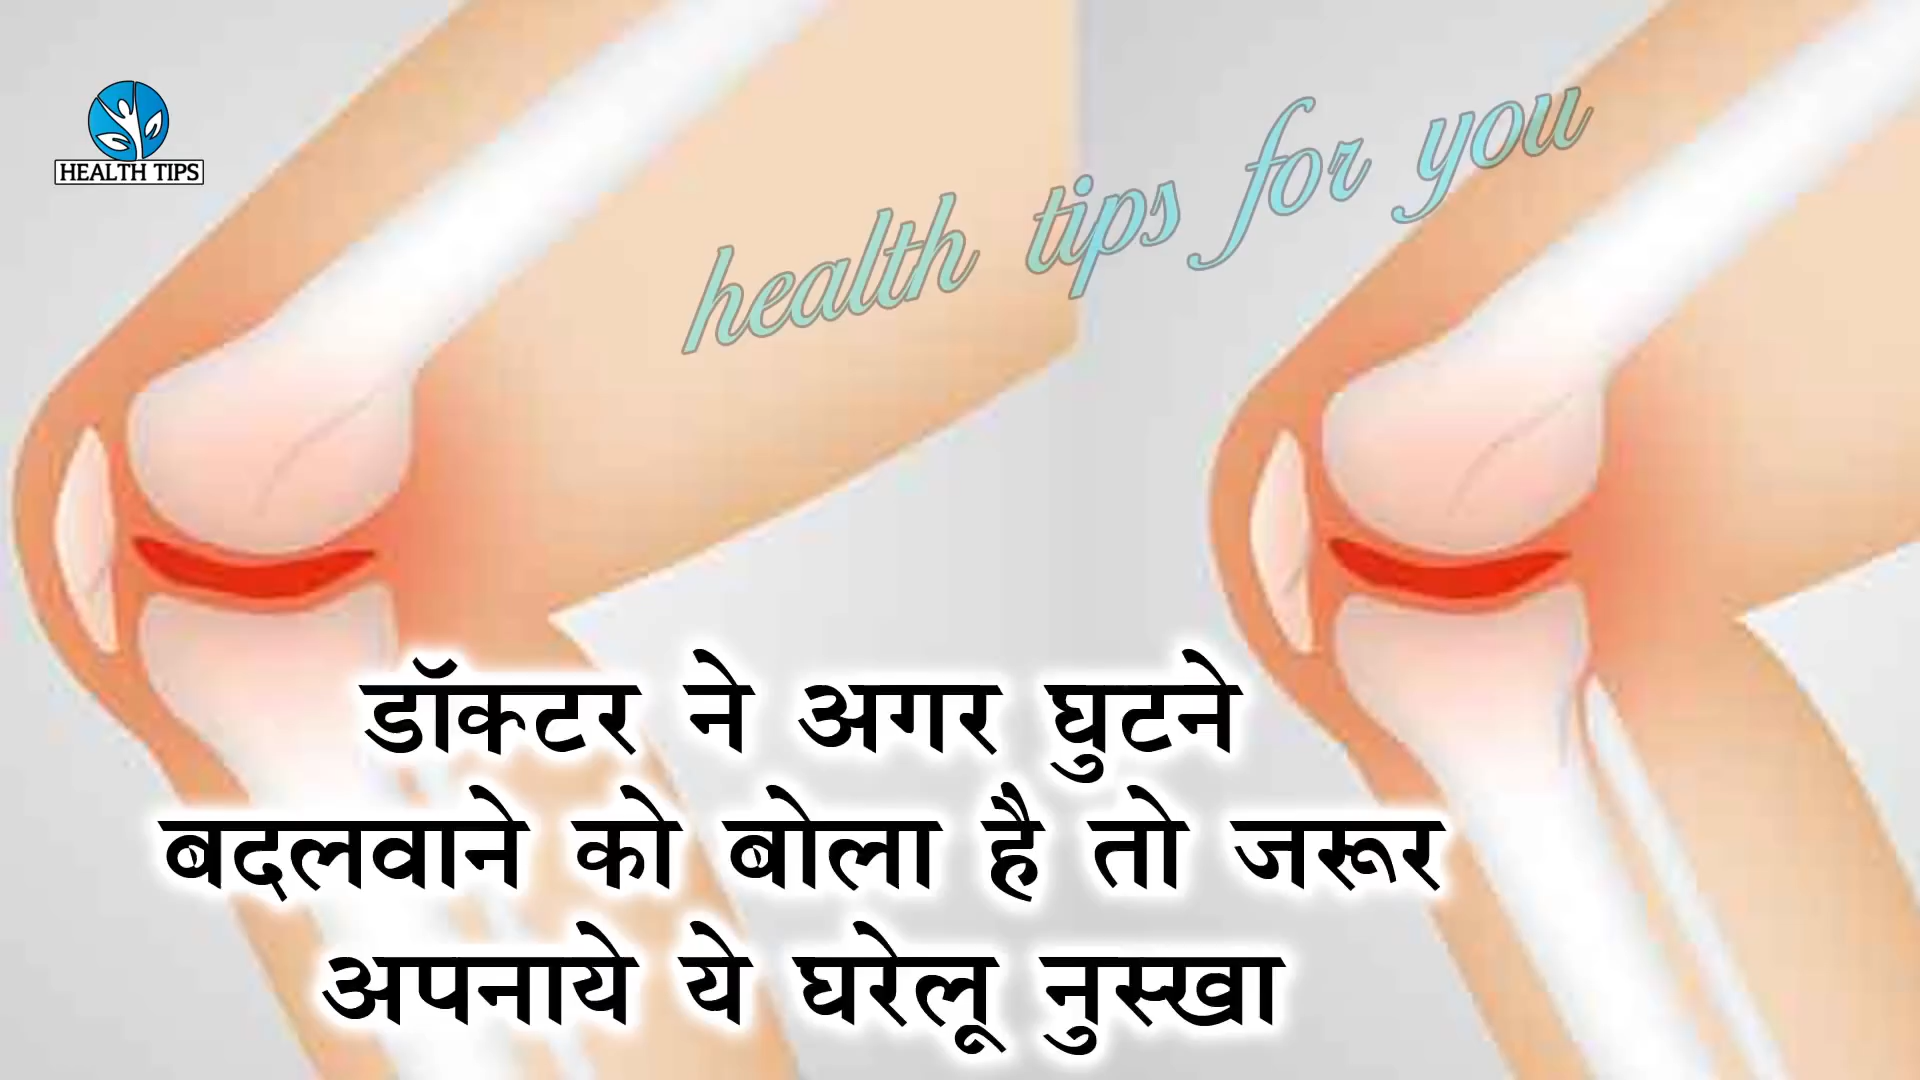 HEALTH TIPS
health tips for you
डॉक्टर ने अगर घुटने
बदलवाने को बोला है तो जरूर
अपनाये ये घरेलू नुस्खा